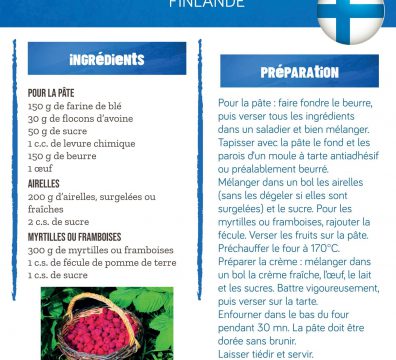 FINLANDE
INGRÉDIENTS
POUR LA PÂTE
150 g de farine de blé
30 g de flocons d'avoine
50 g de sucre
1 c.c. de levure chimique
150 g de beurre
1 œuf
AIRELLES
200 g d'airelles, surgelées ou
fraîches
2 c.s. de sucre
MYRTILLES OU FRAMBOISES
300 g de myrtilles ou framboises
1 c.s. de fécule de pomme de terre
1 c.s. de sucre
PRÉPARATION
Pour la pâte : faire fondre le beurre,
puis verser tous les ingrédients
dans un saladier et bien mélanger.
Tapisser avec la pâte le fond et les
parois d'un moule à tarte antiadhésif
ou préalablement beurré.
Mélanger dans un bol les airelles
(sans les dégeler si elles sont
surgelées) et le sucre. Pour les
myrtilles ou framboises, rajouter la
fécule. Verser les fruits sur la pâte.
Préchauffer le four à 170°C.
Préparer la crème : mélanger dans
un bol la crème fraîche, l'œuf, le lait
et les sucres. Battre vigoureusement,
puis verser sur la tarte.
Enfourner dans le bas du four
pendant 30 mn. La pâte doit être
dorée sans brunir.
Laisser tiédir et servir.